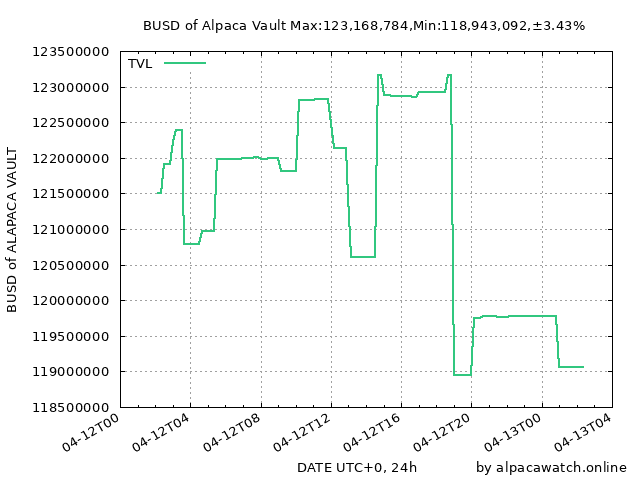 BUSD of Alpaca Vault Max:123,168,784,Min:118,943,092,±3.43%
TVL
123500000
123000000
122500000
122000000
121500000
121000000
120500000
120000000
119500000
119000000
118500000
BUSD of ALAPACA VAULT
04-12T00
04-12T04
04-12T08
04-12T12
04-12T16
04-12T20
04-13T00
04-13T04
DATE UTC+0, 24h
by alpacawatch.online